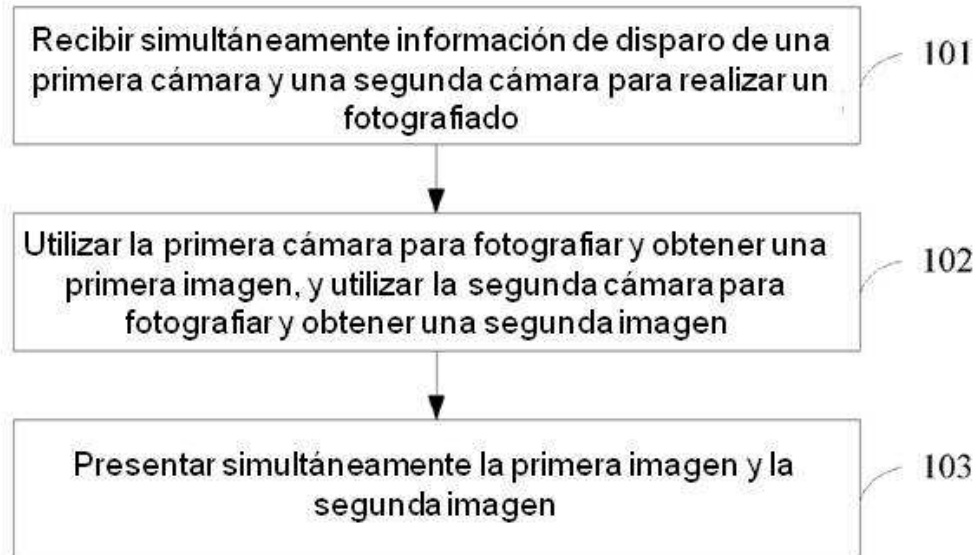 Recibir simultáneamente información de disparo de una
primera cámara y una segunda cámara para realizar un
fotografiado
101
Utilizar la primera cámara para fotografiar y obtener una
primera imagen, y utilizar la segunda cámara para
fotografiar y obtener una segunda imagen
102
Presentar simultáneamente la primera imagen y la
segunda imagen
103